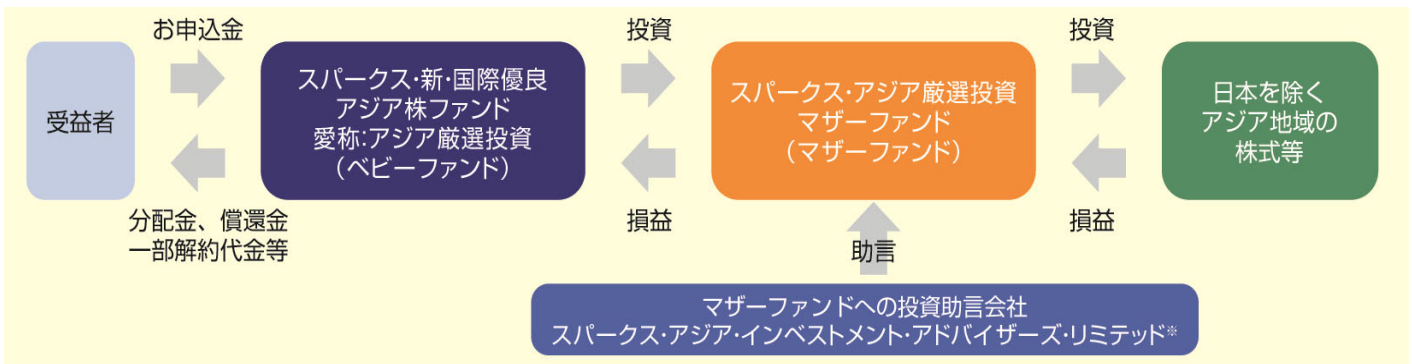 お申込金
投資
投資
受益者
スパークス・新・国際優良
アジア株ファンド
愛称:アジア厳選投資
(ベビーファンド)
スパークス・アジア厳選投資
マザーファンド
(マザーファンド)
日本を除く
アジア地域の
株式等
分配金、償還金
一部解約代金等
損益
損益
助言
マザーファンドへの投資助言会社
スパークス・アジア・インベストメント・アドバイザーズ・リミテッド※